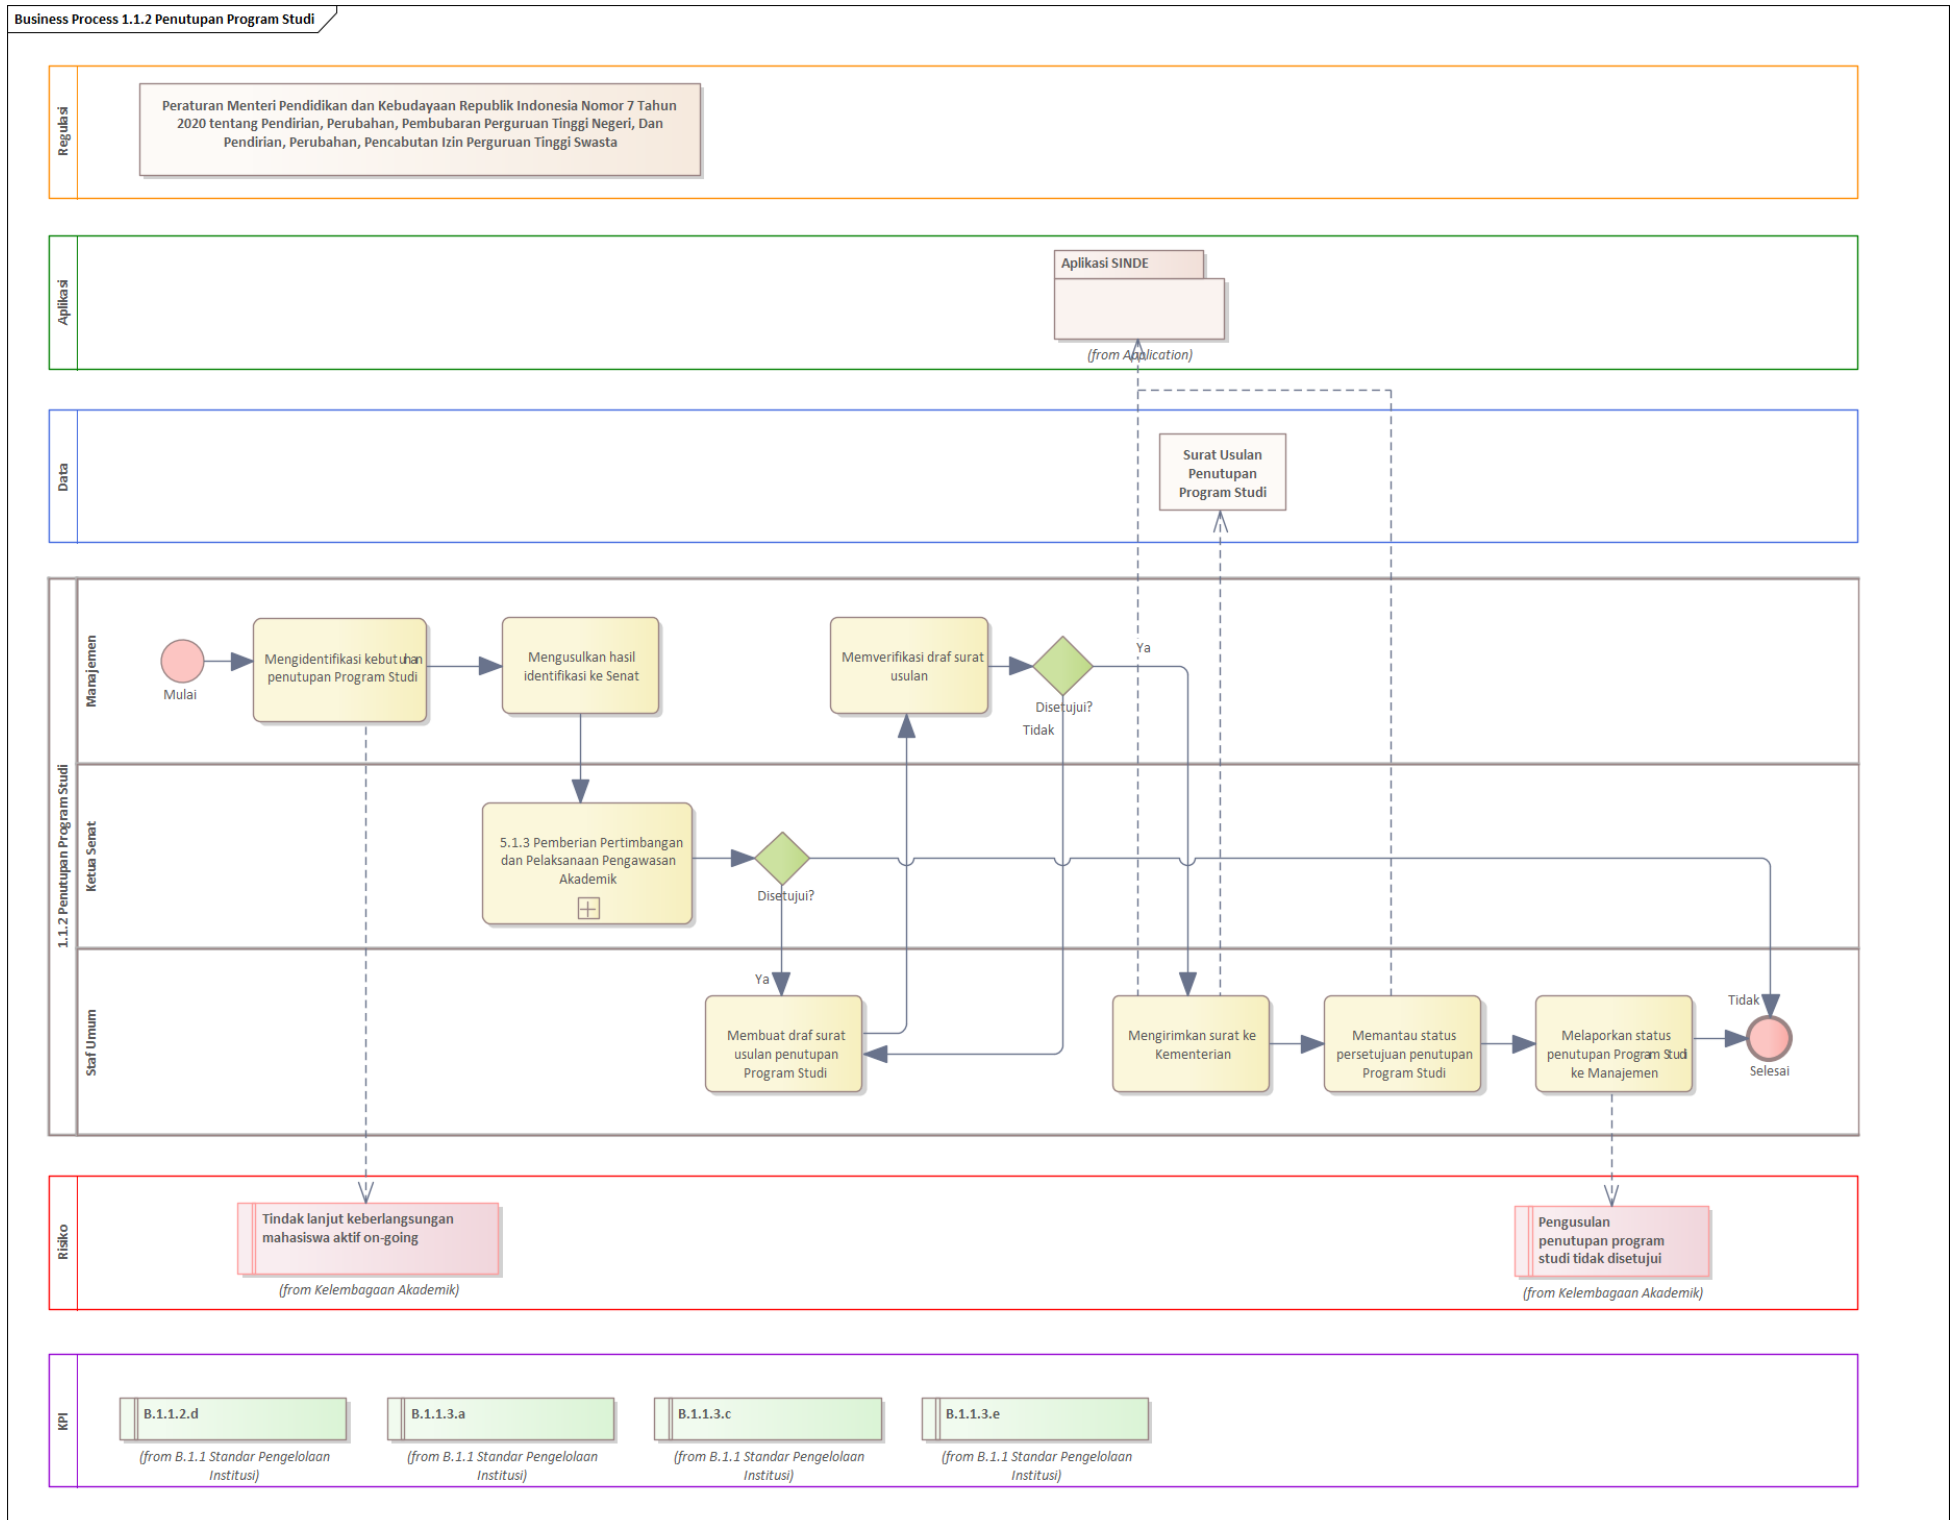 Business Process 1.1.2 Penutupan Program Studi
Regulasi
Peraturan Menteri Pendidikan dan Kebudayaan Republik Indonesia Nomor 7 Tahun
2020 tentang Pendirian, Perubahan, Pembubaran Perguruan Tinggi Negeri, Dan
Pendirian, Perubahan, Pencabutan Izin Perguruan Tinggi Swasta
Aplikasi
Aplikasi SINDE
(from Application)
Data
Surat Usulan
Penutupan
Program Studi
1.1.2 Penutupan Program Studi
Manajemen
Mulai
Mengidentifikasi kebutuhan
penutupan Program Studi
Mengusulkan hasil
identifikasi ke Senat
Memverifikasi draf surat
usulan
Disetujui?
Ya
Tidak
Ketua Senat
5.1.3 Pemberian Pertimbangan
dan Pelaksanaan Pengawasan
Akademik
Disetujui?
Ya
Tidak
Staf Umum
Membuat draf surat
usulan penutupan
Program Studi
Mengirimkan surat ke
Kementerian
Memantau status
persetujuan penutupan
Program Studi
Melaporkan status
penutupan Program Studi
ke Manajemen
Selesai
Risiko
Tindak lanjut keberlangsungan
mahasiswa aktif on-going
(from Kelembagaan Akademik)
Pengusulan
penutupan program
studi tidak disetujui
(from Kelembagaan Akademik)
KPI
B.1.1.2.d
(from B.1.1 Standar Pengelolaan
Institusi)
B.1.1.3.a
(from B.1.1 Standar Pengelolaan
Institusi)
B.1.1.3.c
(from B.1.1 Standar Pengelolaan
Institusi)
B.1.1.3.e
(from B.1.1 Standar Pengelolaan
Institusi)